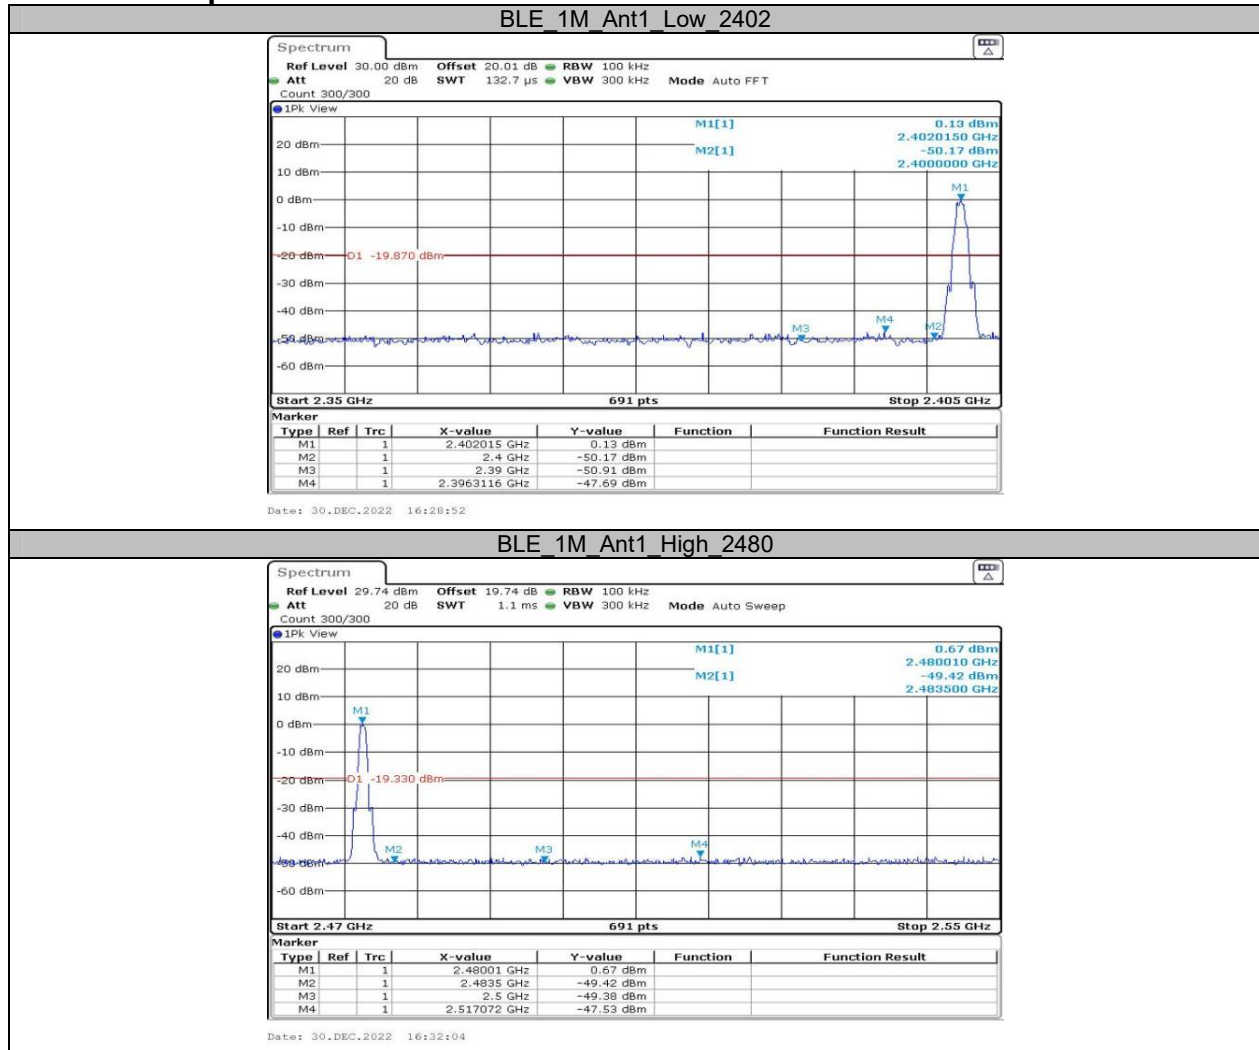 BLE_1M_Ant1_Low_2402
Spectrum
Ref Level 30.00 dBm Offset 20.01 dB RBW 100 kHz
Att 20 dB SWT 132.7 µs VBW 300 kHz Mode Auto FFT
Count 300/300
1Pk View
M1[1] 0.13 dBm
2.4020150 GHz
20 dBm
M2[1] -50.17 dBm
2.4000000 GHz
10 dBm
M1
0 dBm
-10 dBm
-20 dBm D1 -19.870 dBm
-30 dBm
-40 dBm
M3 M4 M2
-50 dBm
-60 dBm
Start 2.35 GHz 691 pts Stop 2.405 GHz
Marker
Type Ref Trc X-value Y-value Function Function Result
M1 1 2.402015 GHz 0.13 dBm
M2 1 2.4 GHz -50.17 dBm
M3 1 2.39 GHz -50.91 dBm
M4 1 2.3963116 GHz -47.69 dBm
Date: 30.DEC.2022 16:28:52
BLE_1M_Ant1_High_2480
Spectrum
Ref Level 29.74 dBm Offset 19.74 dB RBW 100 kHz
Att 20 dB SWT 1.1 ms VBW 300 kHz Mode Auto Sweep
Count 300/300
1Pk View
M1[1] 0.67 dBm
2.480010 GHz
20 dBm
M2[1] -49.42 dBm
2.483500 GHz
10 dBm
M1
0 dBm
-10 dBm
-20 dBm D1 -19.330 dBm
-30 dBm
-40 dBm
M2 M3 M4
-50 dBm
-60 dBm
Start 2.47 GHz 691 pts Stop 2.55 GHz
Marker
Type Ref Trc X-value Y-value Function Function Result
M1 1 2.48001 GHz 0.67 dBm
M2 1 2.4835 GHz -49.42 dBm
M3 1 2.5 GHz -49.38 dBm
M4 1 2.517072 GHz -47.53 dBm
Date: 30.DEC.2022 16:32:04